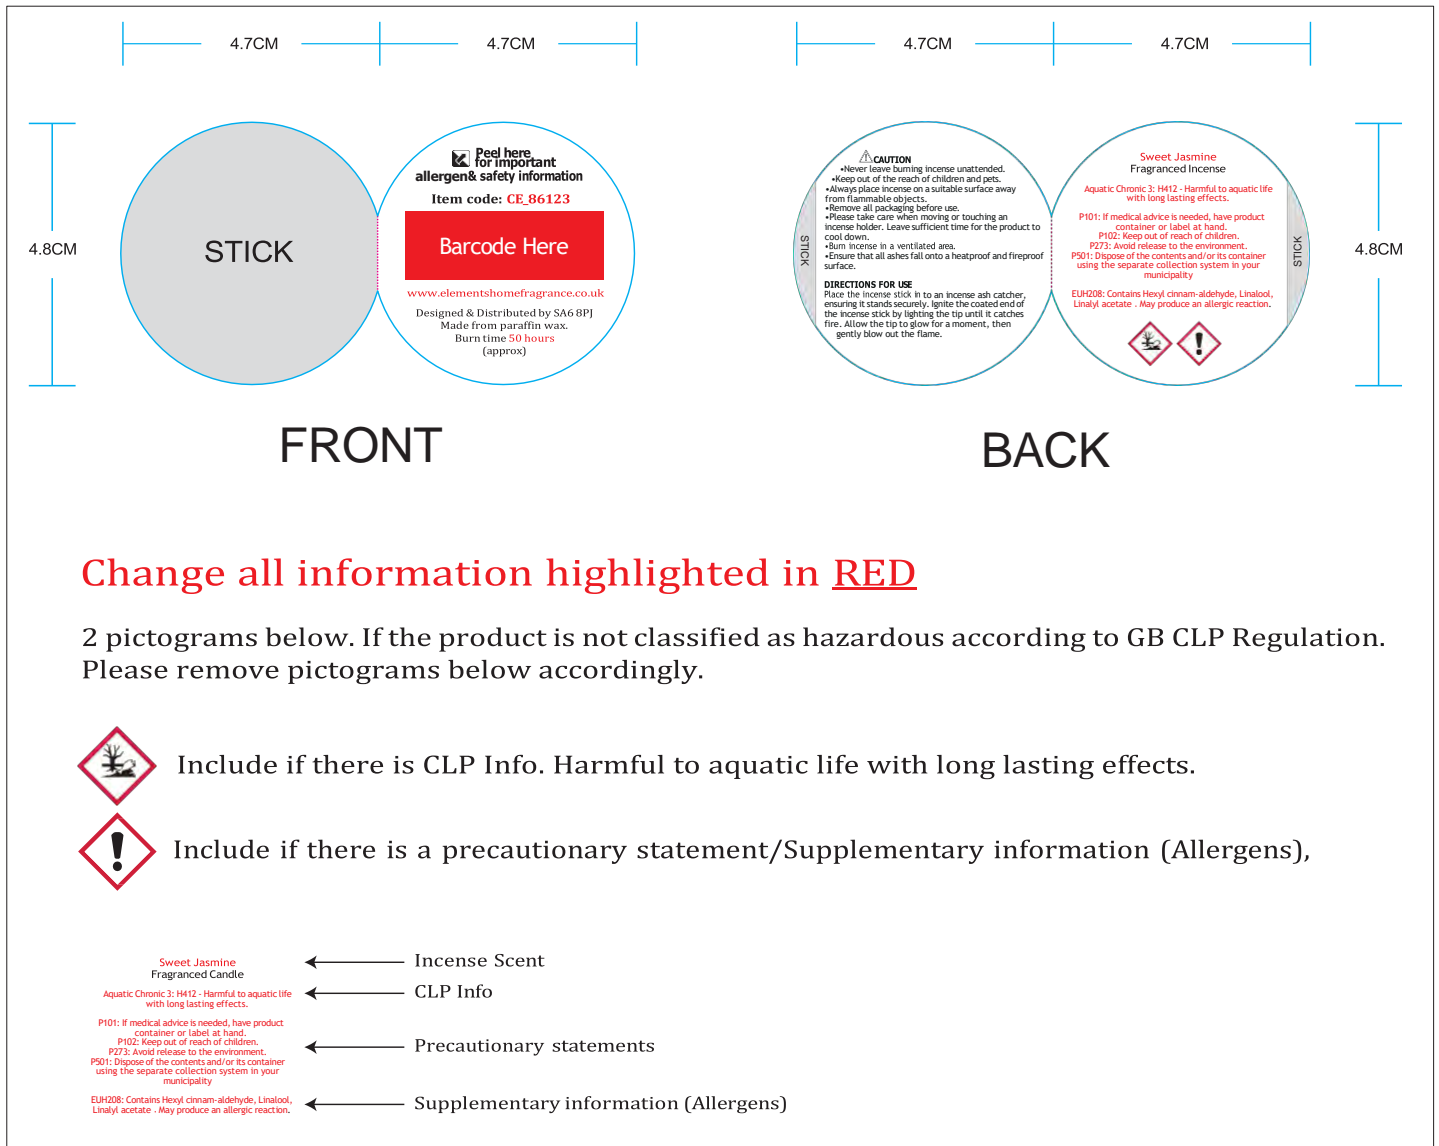 4.7CM
4.7CM
4.7CM
4.7CM
4.8CM
STICK
Peel here
for important
allergen& safety information
Item code: CE_86123
Barcode Here
www.elementshomefragrance.co.uk
Designed & Distributed by SA6 8PJ
Made from paraffin wax.
Burn time 50 hours
(approx)
FRONT
STICK
⚠CAUTION
•Never leave burning incense unattended.
•Keep out of the reach of children and pets.
•Always place incense on a suitable surface away
from flammable objects.
•Remove all packaging before use.
•Please take care when moving or touching an
incense holder. Leave sufficient time for the product to
cool down.
•Burn incense in a ventilated area.
•Ensure that all ashes fall onto a heatproof and fireproof
surface.
DIRECTIONS FOR USE
Place the incense stick in to an incense ash catcher,
ensuring it stands securely. Ignite the coated end of
the incense stick by lighting the tip until it catches
fire. Allow the tip to glow for a moment, then
gently blow out the flame.
Sweet Jasmine
Fragranced Incense
Aquatic Chronic 3: H412 - Harmful to aquatic life
with long lasting effects.
P101: If medical advice is needed, have product
container or label at hand.
P102: Keep out of reach of children.
P273: Avoid release to the environment.
P501: Dispose of the contents and/or its container
using the separate collection system in your
municipality
EUH208: Contains Hexyl cinnam-aldehyde, Linalool,
Linalyl acetate . May produce an allergic reaction.
STICK
4.8CM
BACK
Change all information highlighted in RED
2 pictograms below. If the product is not classified as hazardous according to GB CLP Regulation.
Please remove pictograms below accordingly.
Include if there is CLP Info. Harmful to aquatic life with long lasting effects.
Include if there is a precautionary statement/Supplementary information (Allergens),
Sweet Jasmine
Fragranced Candle
Incense Scent
Aquatic Chronic 3: H412 - Harmful to aquatic life
with long lasting effects.
CLP Info
P101: If medical advice is needed, have product
container or label at hand.
P102: Keep out of reach of children.
P273: Avoid release to the environment.
P501: Dispose of the contents and/or its container
using the separate collection system in your
municipality
Precautionary statements
EUH208: Contains Hexyl cinnam-aldehyde, Linalool,
Linalyl acetate . May produce an allergic reaction.
Supplementary information (Allergens)